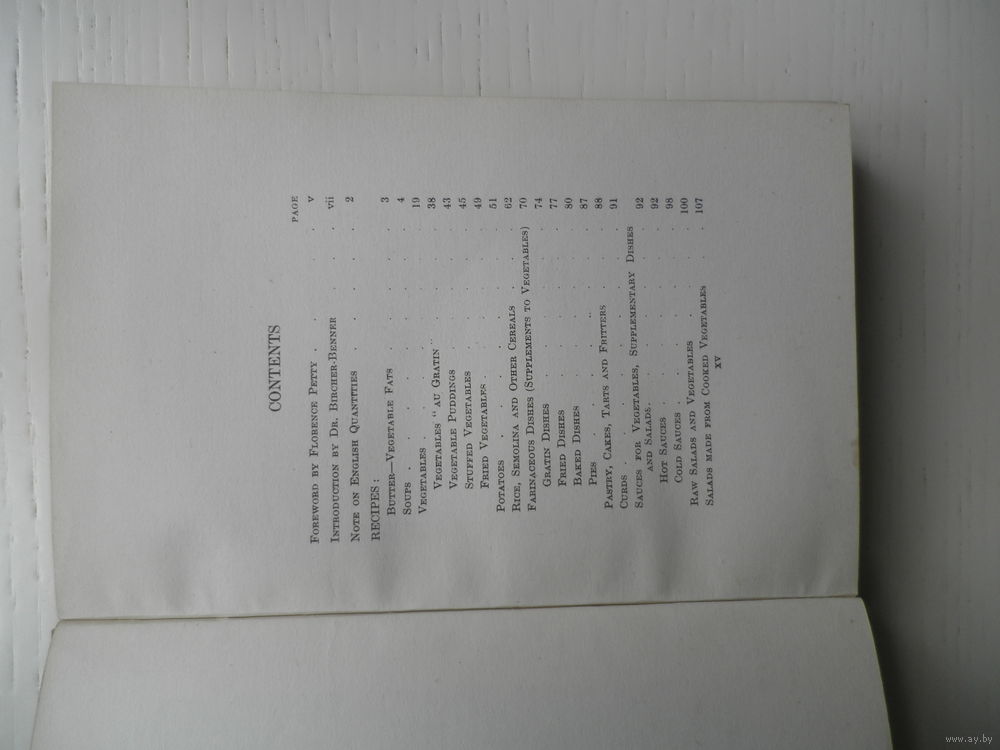 CONTENTS
PAGE
FOREWORD BY FLORENCE PETTY . . . . v
INTRODUCTION BY DR. BIRCHER-BENNER . . . vii
NOTE ON ENGLISH QUANTITIES . . . . 2
RECIPES :
BUTTER—VEGETABLE FATS . . . . 3
SOUPS . . . . . . . 4
VEGETABLES . . . . . . 19
VEGETABLES “ AU GRATIN ” . . . . 38
VEGETABLE PUDDINGS . . . . 43
STUFFED VEGETABLES . . . . 45
FRIED VEGETABLES . . . . . 49
POTATOES . . . . . . 51
RICE, SEMOLINA AND OTHER CEREALS . . . 62
FARINACEOUS DISHES (SUPPLEMENTS TO VEGETABLES) 70
GRATIN DISHES . . . . . 74
FRIED DISHES . . . . . 77
BAKED DISHES . . . . . 80
PIES . . . . . . . 87
PASTRY, CAKES, TARTS AND FRITTERS . . . 88
CURDS . . . . . . . 91
SAUCES FOR VEGETABLES, SUPPLEMENTARY DISHES
AND SALADS . . . . . . 92
HOT SAUCES . . . . . 92
COLD SAUCES . . . . . 98
RAW SALADS AND VEGETABLES . . . . 100
SALADS MADE FROM COOKED VEGETABLES . . 107
xv
www.ay.by